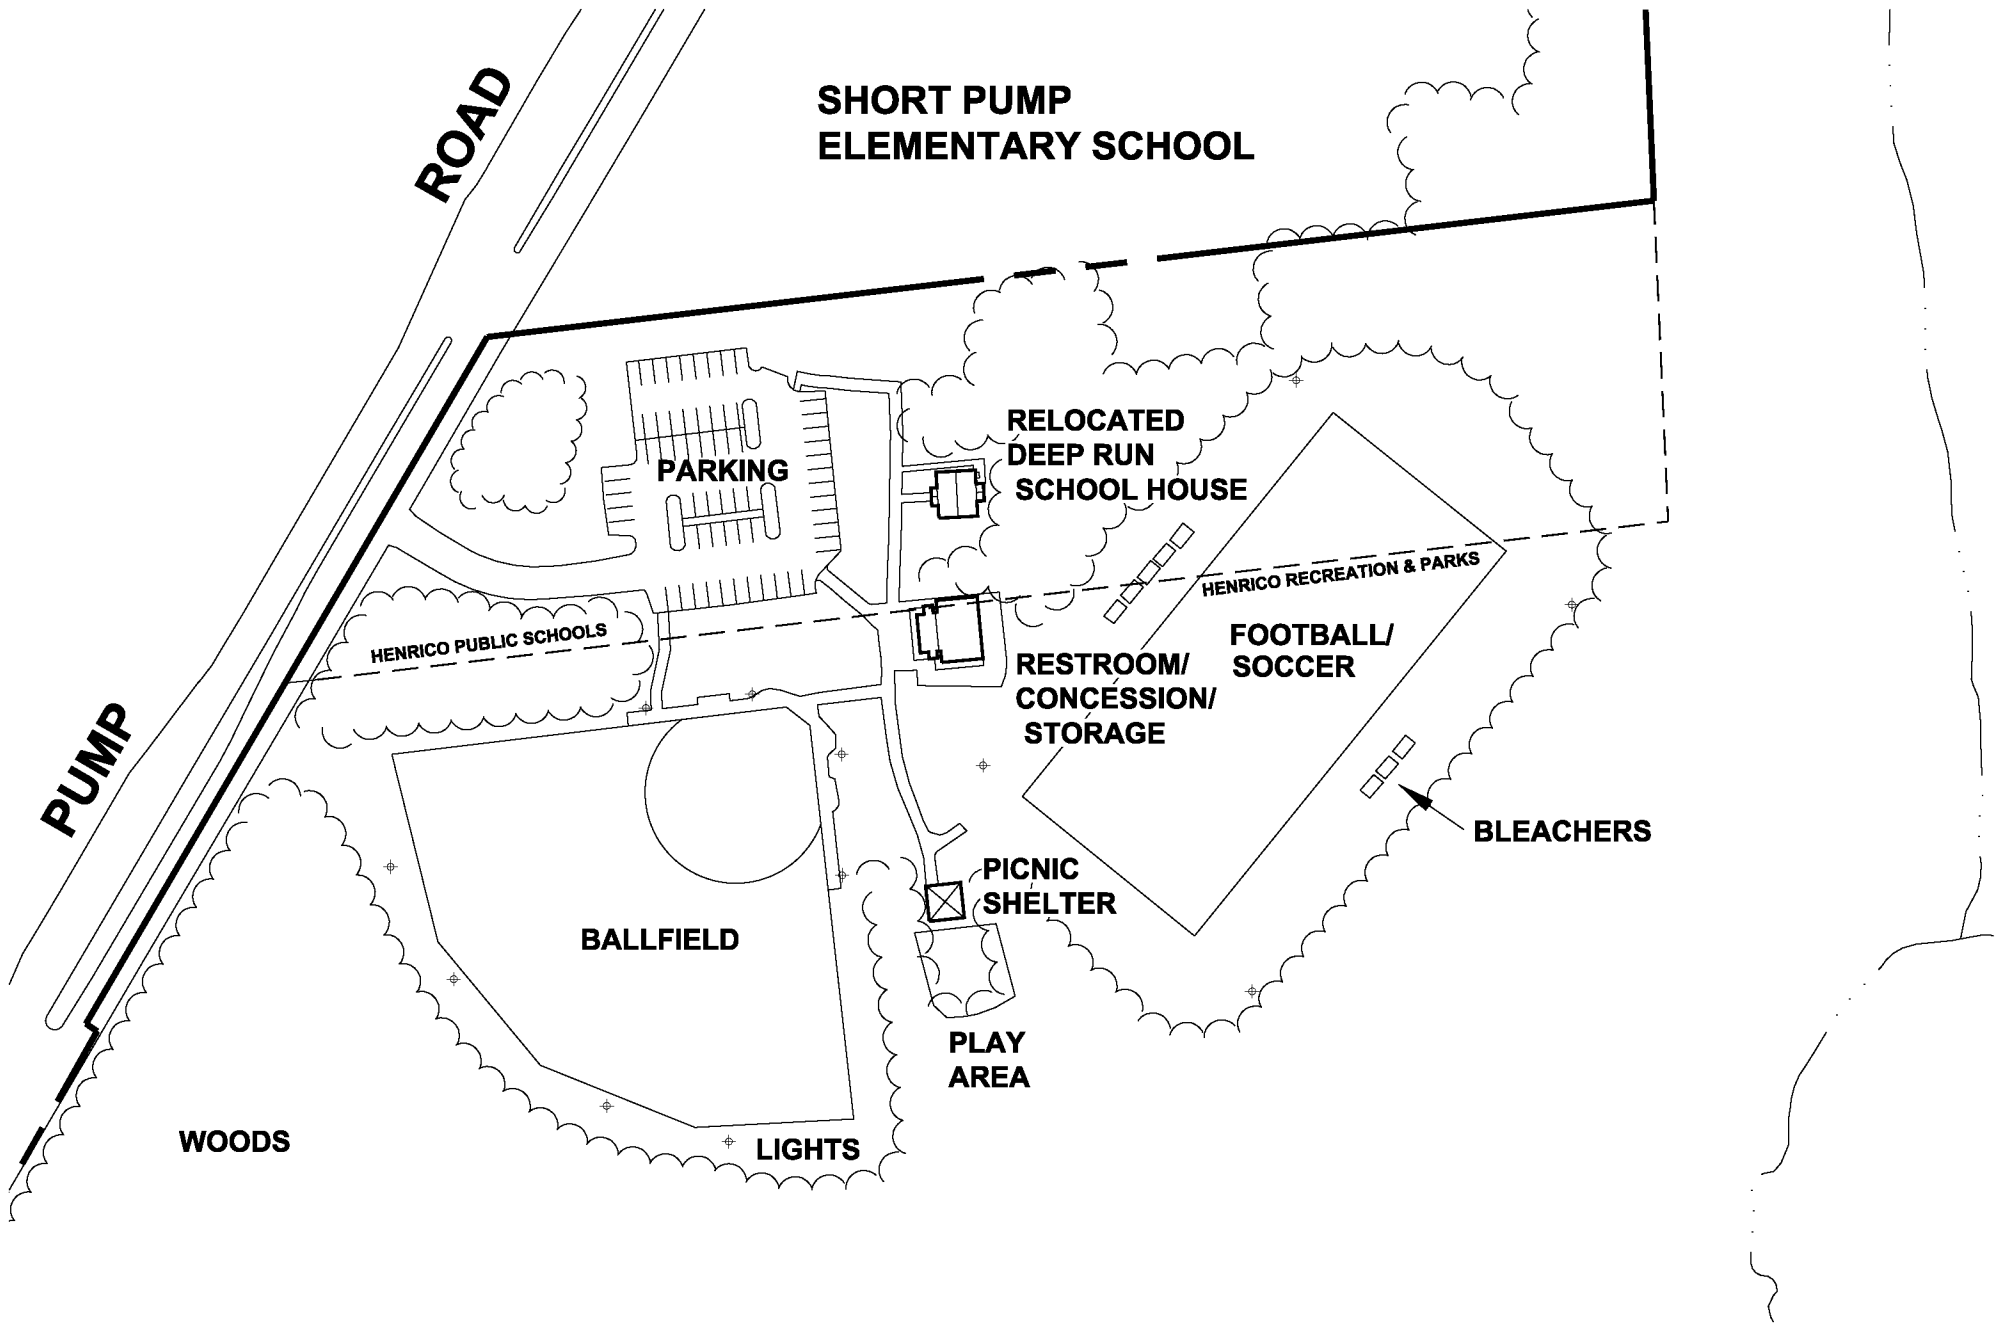 SHORT PUMP
ELEMENTARY SCHOOL
PUMP ROAD
RELOCATED
DEEP RUN
SCHOOL HOUSE
PARKING
HENRICO RECREATION & PARKS
HENRICO PUBLIC SCHOOLS
FOOTBALL/
SOCCER
RESTROOM/
CONCESSION/
STORAGE
BLEACHERS
PICNIC
SHELTER
BALLFIELD
PLAY
AREA
WOODS
LIGHTS